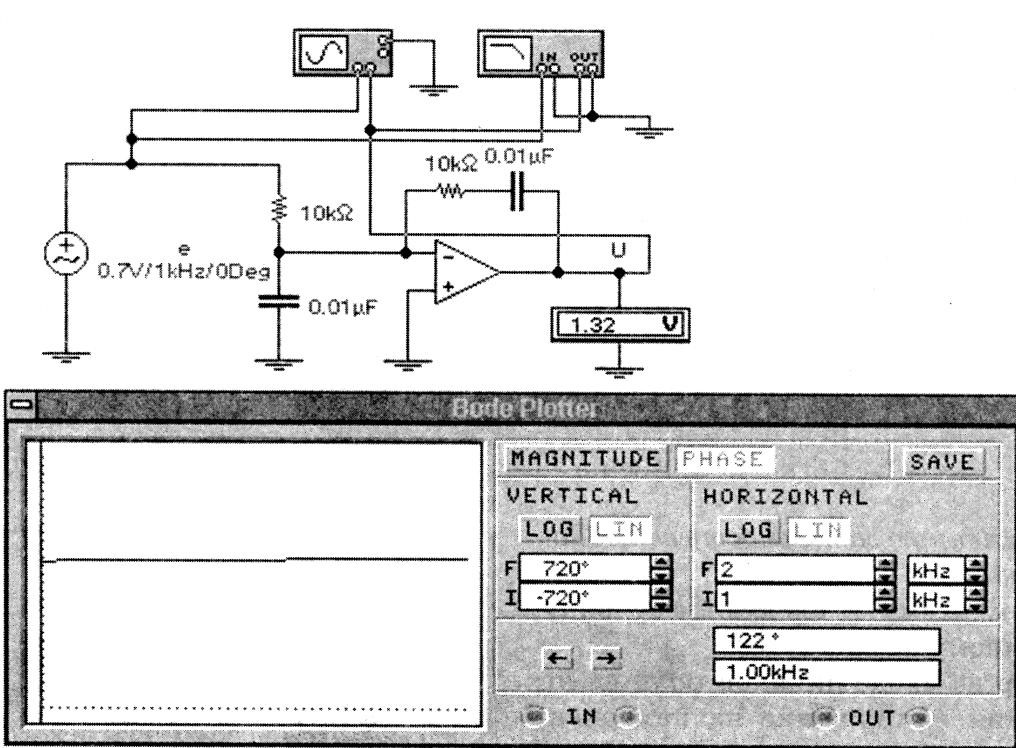 IN OUT
10kΩ 0.01µF
10kΩ
e
0.7V/1kHz/0Deg
0.01µF
U
1.32 V
Bode Plotter
MAGNITUDE PHASE SAVE
VERTICAL HORIZONTAL
LOG LIN LOG LIN
F 720° F 2 kHz
I -720° I 1 kHz
122 °
1.00kHz
IN OUT